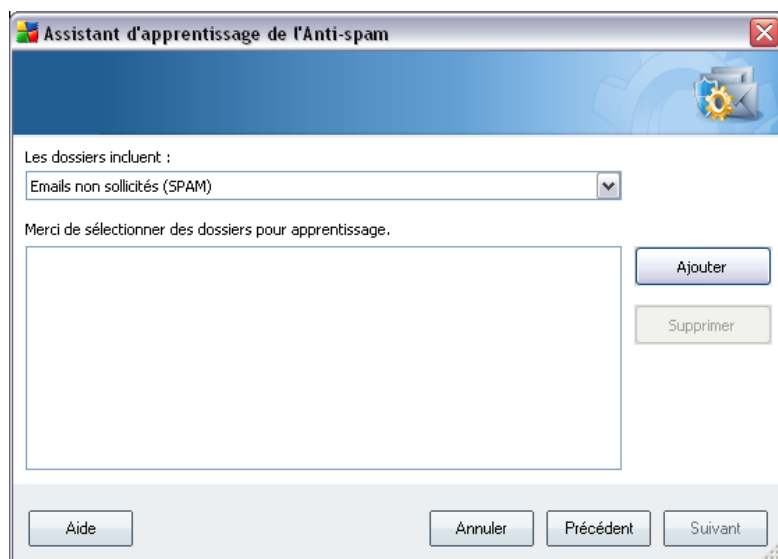 Assistant d'apprentissage de l'Anti-spam
Les dossiers incluent :
Emails non sollicités (SPAM)
Merci de sélectionner des dossiers pour apprentissage.
Ajouter
Supprimer
Aide
Annuler
Précédent
Suivant